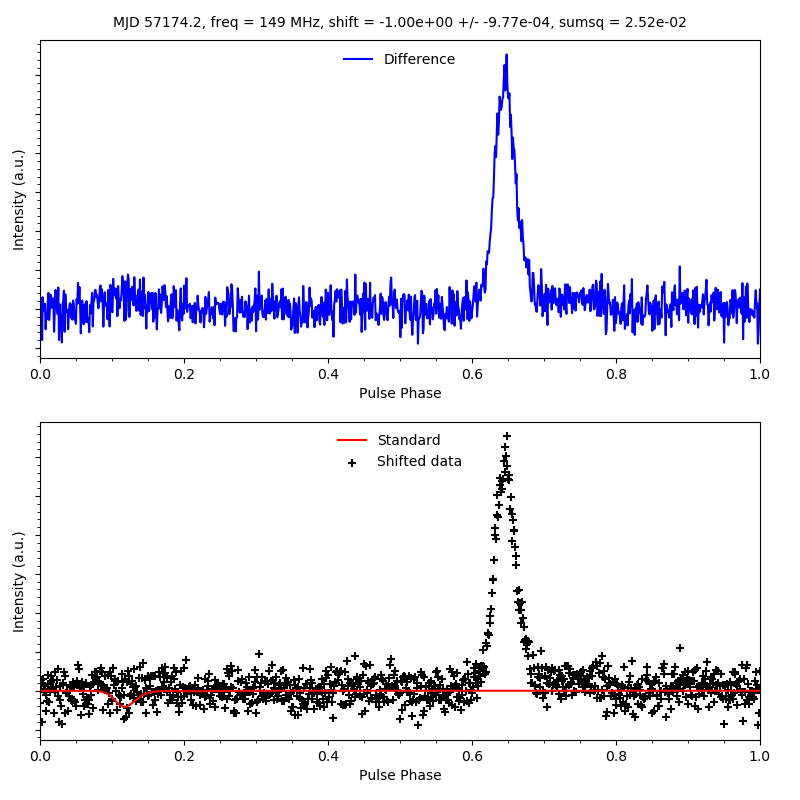 MJD 57174.2, freq = 149 MHz, shift = -1.00e+00 +/- -9.77e-04, sumsq = 2.52e-02
Difference
Intensity (a.u.)
0.0 0.2 0.4 0.6 0.8 1.0
Pulse Phase
Standard
Shifted data
Intensity (a.u.)
0.0 0.2 0.4 0.6 0.8 1.0
Pulse Phase